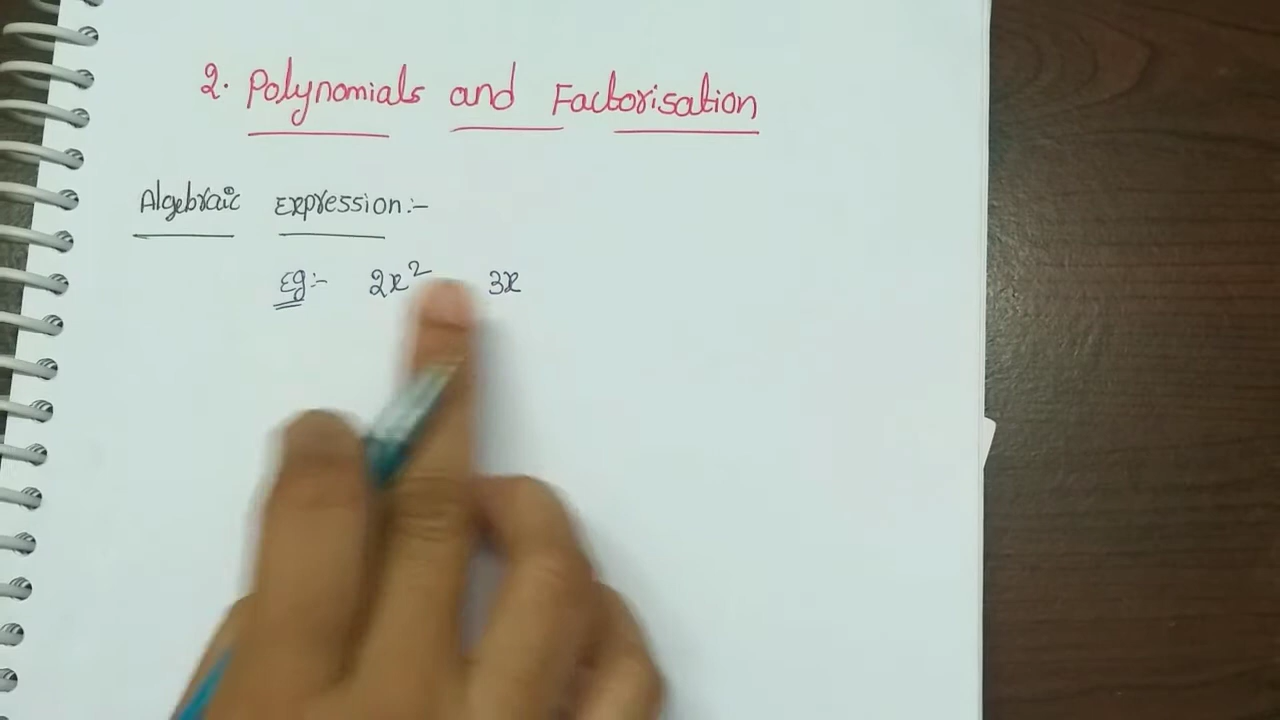 2. Polynomials and Factorisation
Algebraic Expression:-
Eg:- 2x² 3x